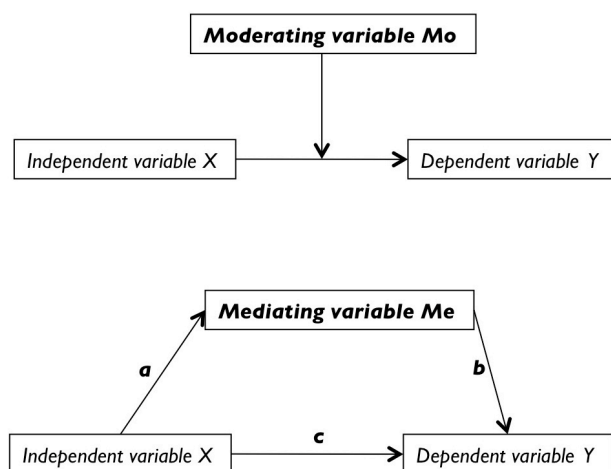 Moderating variable Mo
Independent variable X
Dependent variable Y
Mediating variable Me
a
b
c
Independent variable X
Dependent variable Y